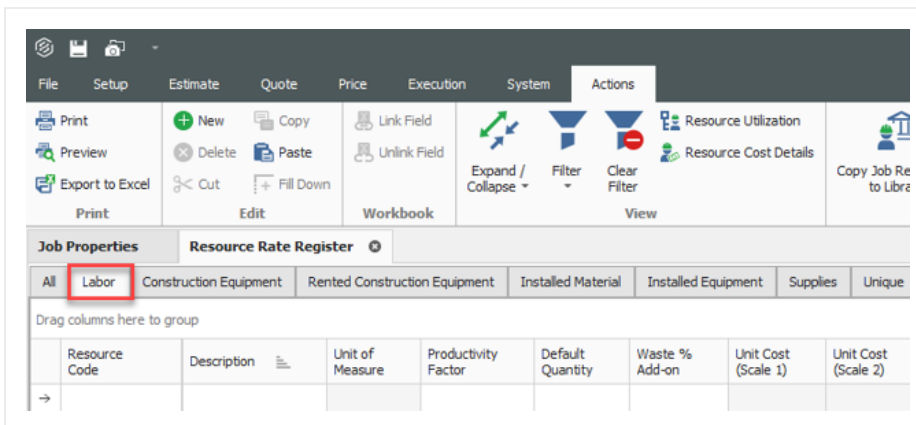 File Setup Estimate Quote Price Execution System Actions
Print New Copy Link Field Resource Utilization
Preview Delete Paste Unlink Field Resource Cost Details
Export to Excel Cut Fill Down Expand / Collapse Filter Clear Filter Copy Job Re
to Libra
Print Edit Workbook View
Job Properties Resource Rate Register
All Labor Construction Equipment Rented Construction Equipment Installed Material Installed Equipment Supplies Unique
Drag columns here to group
Resource Code Description Unit of Measure Productivity Factor Default Quantity Waste % Add-on Unit Cost (Scale 1) Unit Cost (Scale 2)